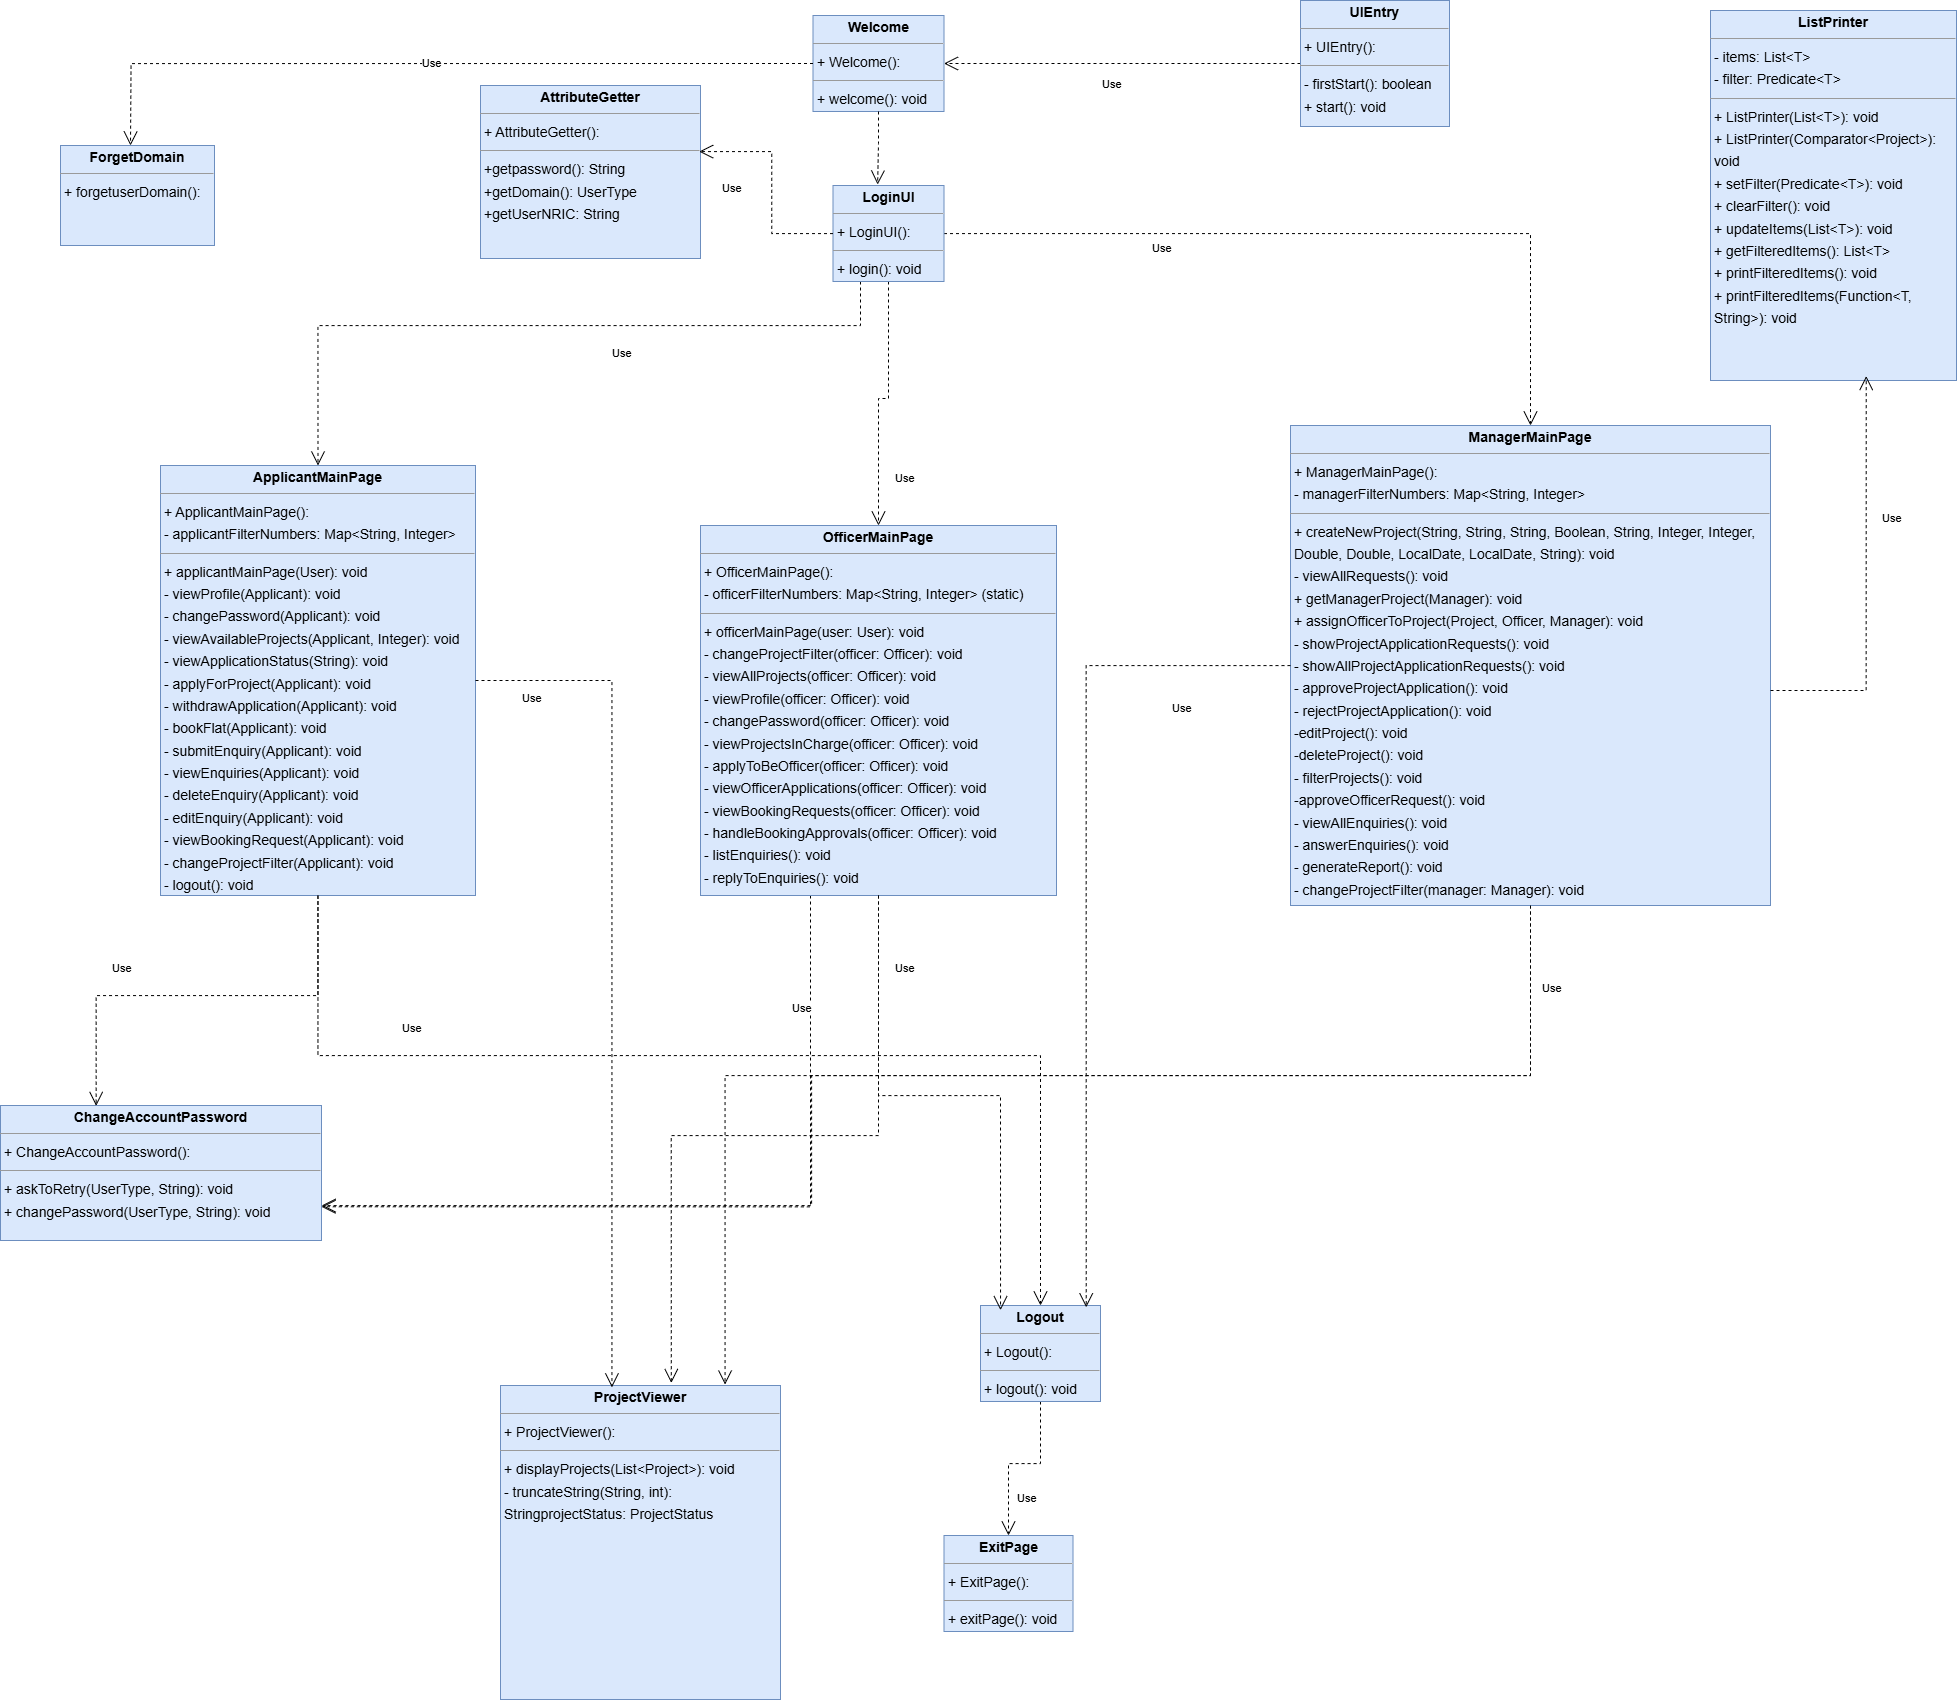 UIEntry
+ UIEntry():
- firstStart(): boolean
+ start(): void
Welcome
+ Welcome():
+ welcome(): void
ListPrinter
- items: List<T>
- filter: Predicate<T>
+ ListPrinter(List<T>): void
+ ListPrinter(Comparator<Project>):
void
+ setFilter(Predicate<T>): void
+ clearFilter(): void
+ updateItems(List<T>): void
+ getFilteredItems(): List<T>
+ printFilteredItems(): void
+ printFilteredItems(Function<T,
String>): void
Use
Use
AttributeGetter
+ AttributeGetter():
+getpassword(): String
+getDomain(): UserType
+getUserNRIC: String
ForgetDomain
+ forgetuserDomain():
Use
LoginUI
+ LoginUI():
+ login(): void
Use
Use
Use
Use
ApplicantMainPage
+ ApplicantMainPage():
- applicantFilterNumbers: Map<String, Integer>
+ applicantMainPage(User): void
- viewProfile(Applicant): void
- changePassword(Applicant): void
- viewAvailableProjects(Applicant, Integer): void
- viewApplicationStatus(String): void
- applyForProject(Applicant): void
- withdrawApplication(Applicant): void
- bookFlat(Applicant): void
- submitEnquiry(Applicant): void
- viewEnquiries(Applicant): void
- deleteEnquiry(Applicant): void
- editEnquiry(Applicant): void
- viewBookingRequest(Applicant): void
- changeProjectFilter(Applicant): void
- logout(): void
Use
OfficerMainPage
+ OfficerMainPage():
- officerFilterNumbers: Map<String, Integer> (static)
+ officerMainPage(user: User): void
- changeProjectFilter(officer: Officer): void
- viewAllProjects(officer: Officer): void
- viewProfile(officer: Officer): void
- changePassword(officer: Officer): void
- viewProjectsInCharge(officer: Officer): void
- applyToBeOfficer(officer: Officer): void
- viewOfficerApplications(officer: Officer): void
- viewBookingRequests(officer: Officer): void
- handleBookingApprovals(officer: Officer): void
- listEnquiries(): void
- replyToEnquiries(): void
Use
ManagerMainPage
+ ManagerMainPage():
- managerFilterNumbers: Map<String, Integer>
+ createNewProject(String, String, String, Boolean, String, Integer, Integer,
Double, Double, LocalDate, LocalDate, String): void
- viewAllRequests(): void
+ getManagerProject(Manager): void
+ assignOfficerToProject(Project, Officer, Manager): void
- showProjectApplicationRequests(): void
- showAllProjectApplicationRequests(): void
- approveProjectApplication(): void
- rejectProjectApplication(): void
-editProject(): void
-deleteProject(): void
- filterProjects(): void
-approveOfficerRequest(): void
- viewAllEnquiries(): void
- answerEnquiries(): void
- generateReport(): void
- changeProjectFilter(manager: Manager): void
Use
Use
Use
Use
Use
Use
ChangeAccountPassword
+ ChangeAccountPassword():
+ askToRetry(UserType, String): void
+ changePassword(UserType, String): void
Logout
+ Logout():
+ logout(): void
ProjectViewer
+ ProjectViewer():
+ displayProjects(List<Project>): void
- truncateString(String, int):
StringprojectStatus: ProjectStatus
Use
ExitPage
+ ExitPage():
+ exitPage(): void